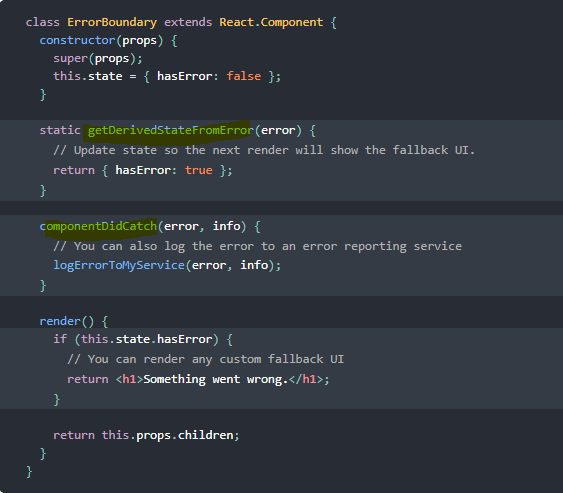 class ErrorBoundary extends React.Component {
  constructor(props) {
    super(props);
    this.state = { hasError: false };
  }
  static getDerivedStateFromError(error) {
    // Update state so the next render will show the fallback UI.
    return { hasError: true };
  }
  componentDidCatch(error, info) {
    // You can also log the error to an error reporting service
    logErrorToMyService(error, info);
  }
  render() {
    if (this.state.hasError) {
      // You can render any custom fallback UI
      return <h1>Something went wrong.</h1>;
    }
    return this.props.children;
  }
}